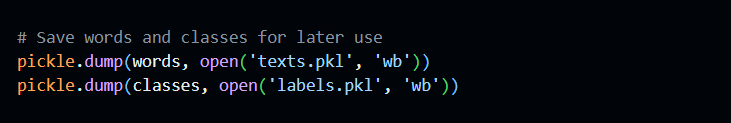 # Save words and classes for later use
pickle.dump(words, open('texts.pkl', 'wb'))
pickle.dump(classes, open('labels.pkl', 'wb'))